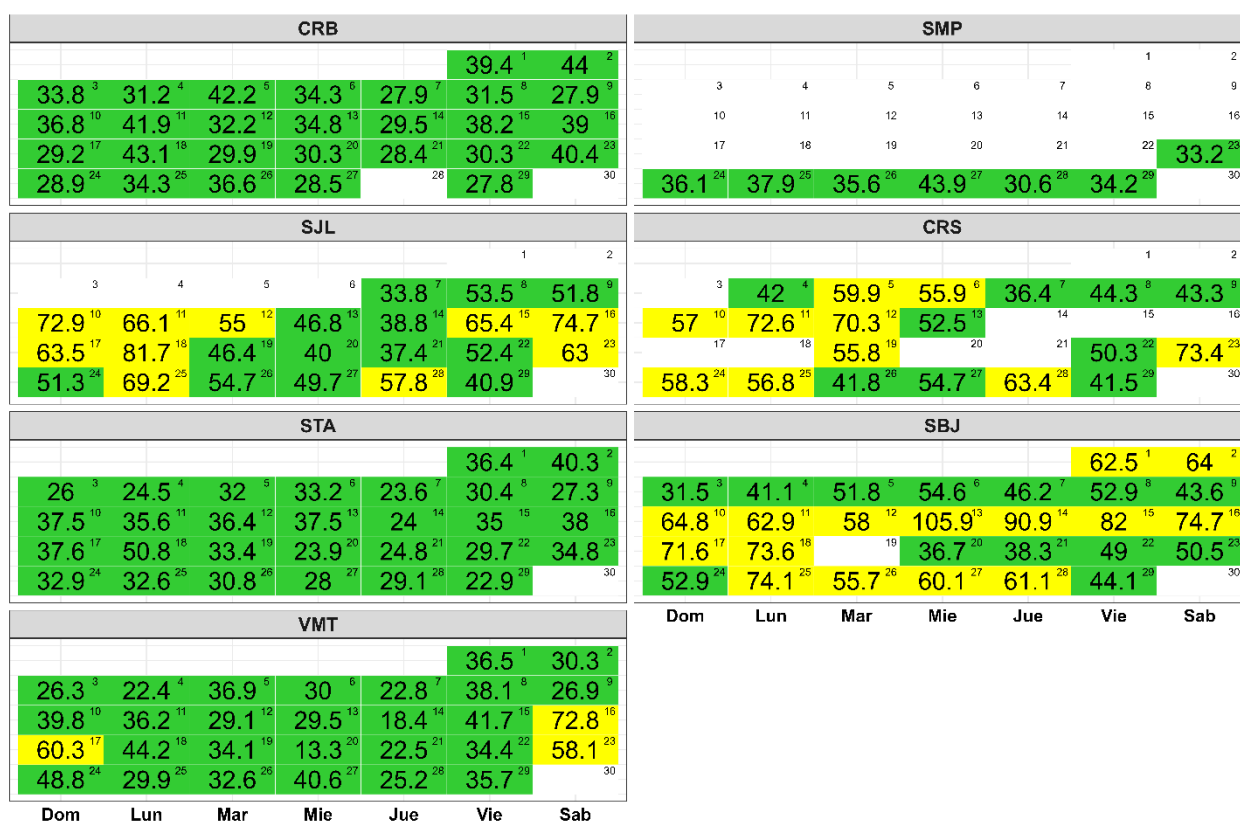 CRB
39.4 1 44 2
33.8 3 31.2 4 42.2 5 34.3 6 27.9 7 31.5 8 27.9 9
36.8 10 41.9 11 32.2 12 34.8 13 29.5 14 38.2 15 39 16
29.2 17 43.1 18 29.9 19 30.3 20 28.4 21 30.3 22 40.4 23
28.9 24 34.3 25 36.6 26 28.5 27 28 27.8 29 30
SMP
1 2
3 4 5 6 7 8 9
10 11 12 13 14 15 16
17 18 19 20 21 22 33.2 23
36.1 24 37.9 25 35.6 26 43.9 27 30.6 28 34.2 29 30
SJL
1 2
3 4 5 6 33.8 7 53.5 8 51.8 9
72.9 10 66.1 11 55 12 46.8 13 38.8 14 65.4 15 74.7 16
63.5 17 81.7 18 46.4 19 40 20 37.4 21 52.4 22 63 23
51.3 24 69.2 25 54.7 26 49.7 27 57.8 28 40.9 29 30
CRS
1 2
3 42 4 59.9 5 55.9 6 36.4 7 44.3 8 43.3 9
57 10 72.6 11 70.3 12 52.5 13 14 15 16
17 18 55.8 19 20 21 50.3 22 73.4 23
58.3 24 56.8 25 41.8 26 54.7 27 63.4 28 41.5 29 30
STA
36.4 1 40.3 2
26 3 24.5 4 32 5 33.2 6 23.6 7 30.4 8 27.3 9
37.5 10 35.6 11 36.4 12 37.5 13 24 14 35 15 38 16
37.6 17 50.8 18 33.4 19 23.9 20 24.8 21 29.7 22 34.8 23
32.9 24 32.6 25 30.8 26 28 27 29.1 28 22.9 29 30
SBJ
62.5 1 64 2
31.5 3 41.1 4 51.8 5 54.6 6 46.2 7 52.9 8 43.6 9
64.8 10 62.9 11 58 12 105.9 13 90.9 14 82 15 74.7 16
71.6 17 73.6 18 19 36.7 20 38.3 21 49 22 50.5 23
52.9 24 74.1 25 55.7 26 60.1 27 61.1 28 44.1 29 30
Dom Lun Mar Mie Jue Vie Sab
VMT
36.5 1 30.3 2
26.3 3 22.4 4 36.9 5 30 6 22.8 7 38.1 8 26.9 9
39.8 10 36.2 11 29.1 12 29.5 13 18.4 14 41.7 15 72.8 16
60.3 17 44.2 18 34.1 19 13.3 20 22.5 21 34.4 22 58.1 23
48.8 24 29.9 25 32.6 26 40.6 27 25.2 28 35.7 29 30
Dom Lun Mar Mie Jue Vie Sab